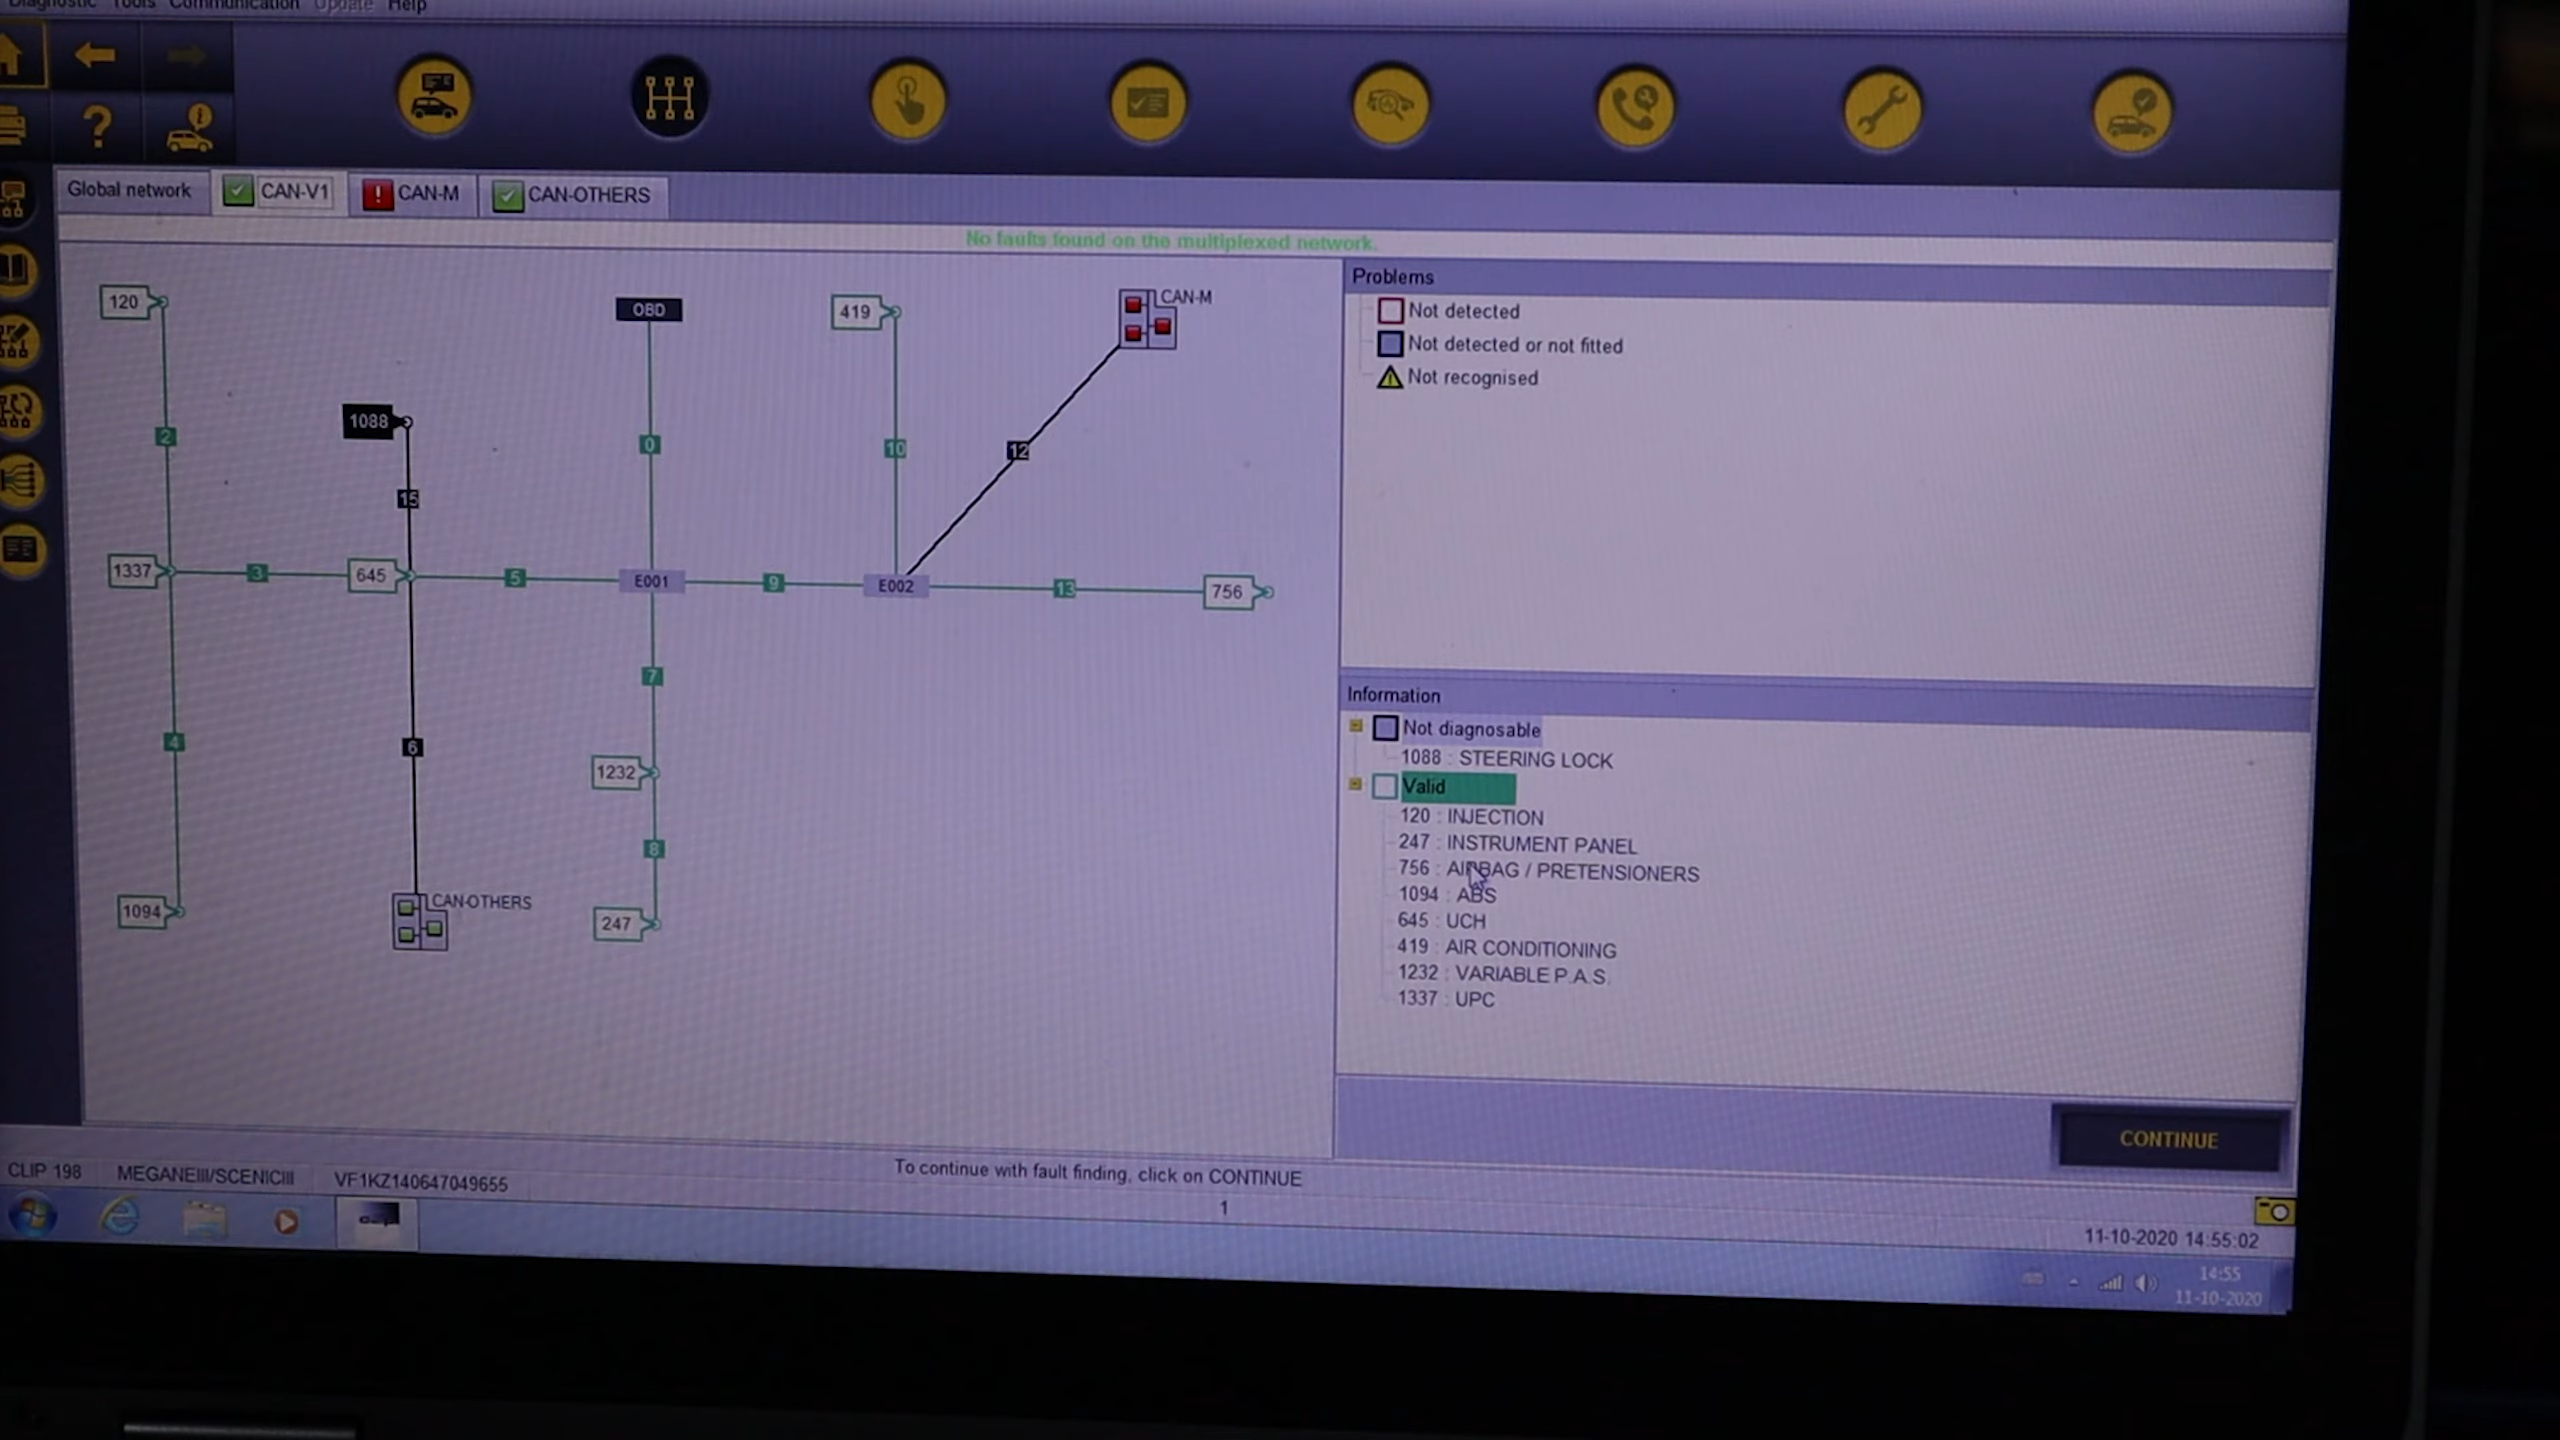 Diagnostic Tools Communication Update Help
Global network
CAN-V1
CAN-M
CAN-OTHERS
No faults found on the multiplexed network.
120
OBD
419
CAN-M
1088
2
0
10
12
15
1337
3
645
5
E001
9
E002
13
756
7
4
6
1232
8
1094
CAN-OTHERS
247
Problems
Not detected
Not detected or not fitted
Not recognised
Information
Not diagnosable
1088 : STEERING LOCK
Valid
120 : INJECTION
247 : INSTRUMENT PANEL
756 : AIRBAG / PRETENSIONERS
1094 : ABS
645 : UCH
419 : AIR CONDITIONING
1232 : VARIABLE P.A.S.
1337 : UPC
CONTINUE
CLIP 198
MEGANEIII/SCENICIII
VF1KZ140647049655
To continue with fault finding, click on CONTINUE
1
11-10-2020 14:55:02
14:55
11-10-2020